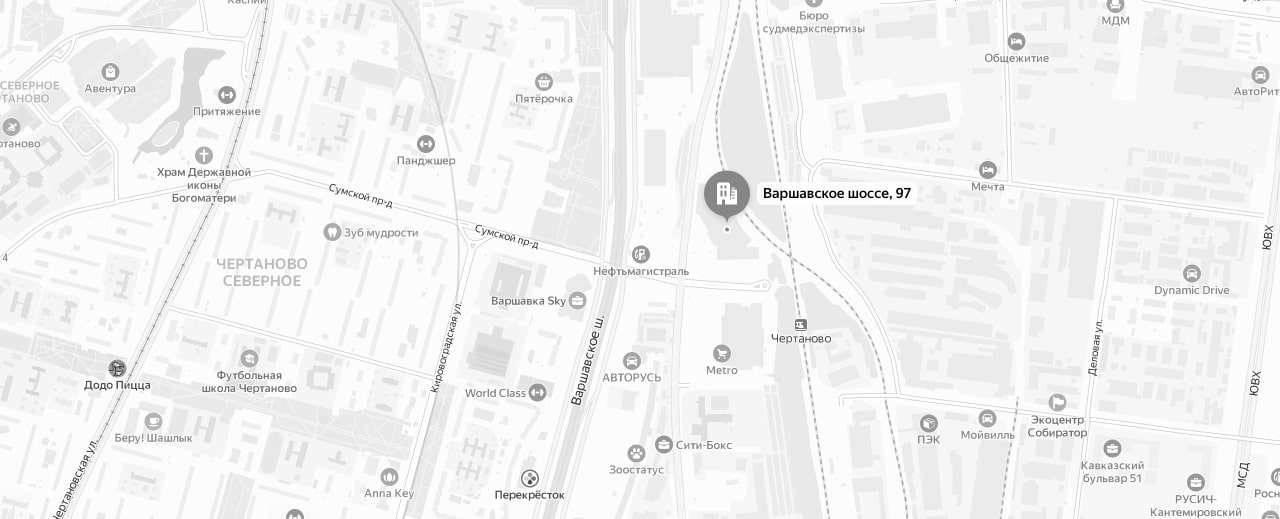 Каспий
Бюро
судмедэкспертизы
МДМ
Общежитие
АвтоРит
СЕВЕРНОЕ
РТАНОВО
Авентура
Притяжение
Пятёрочка
ртаново
Панджшер
Храм Державной
иконы
Богоматери
Мечта
Варшавское шоссе, 97
Сумской пр-д
Сумской пр-д
Зуб мудрости
ЮВХ
4
ЧЕРТАНОВО
СЕВЕРНОЕ
Нефтьмагистраль
Dynamic Drive
Варшавка Sky
Чертаново
Кировоградская ул.
Варшавское ш.
Деловая ул.
Metro
АВТОРУСЬ
Додо Пицца
Футбольная
школа Чертаново
World Class
ЮВХ
Экоцентр
Собиратор
Беру! Шашлык
ПЭК
Мойвилль
Сити-Бокс
Чертановская ул.
Зоостатус
Кавказский
бульвар 51
МСД
Anna Key
Перекрёсток
РУСИЧ-
Кантемировский
Росн